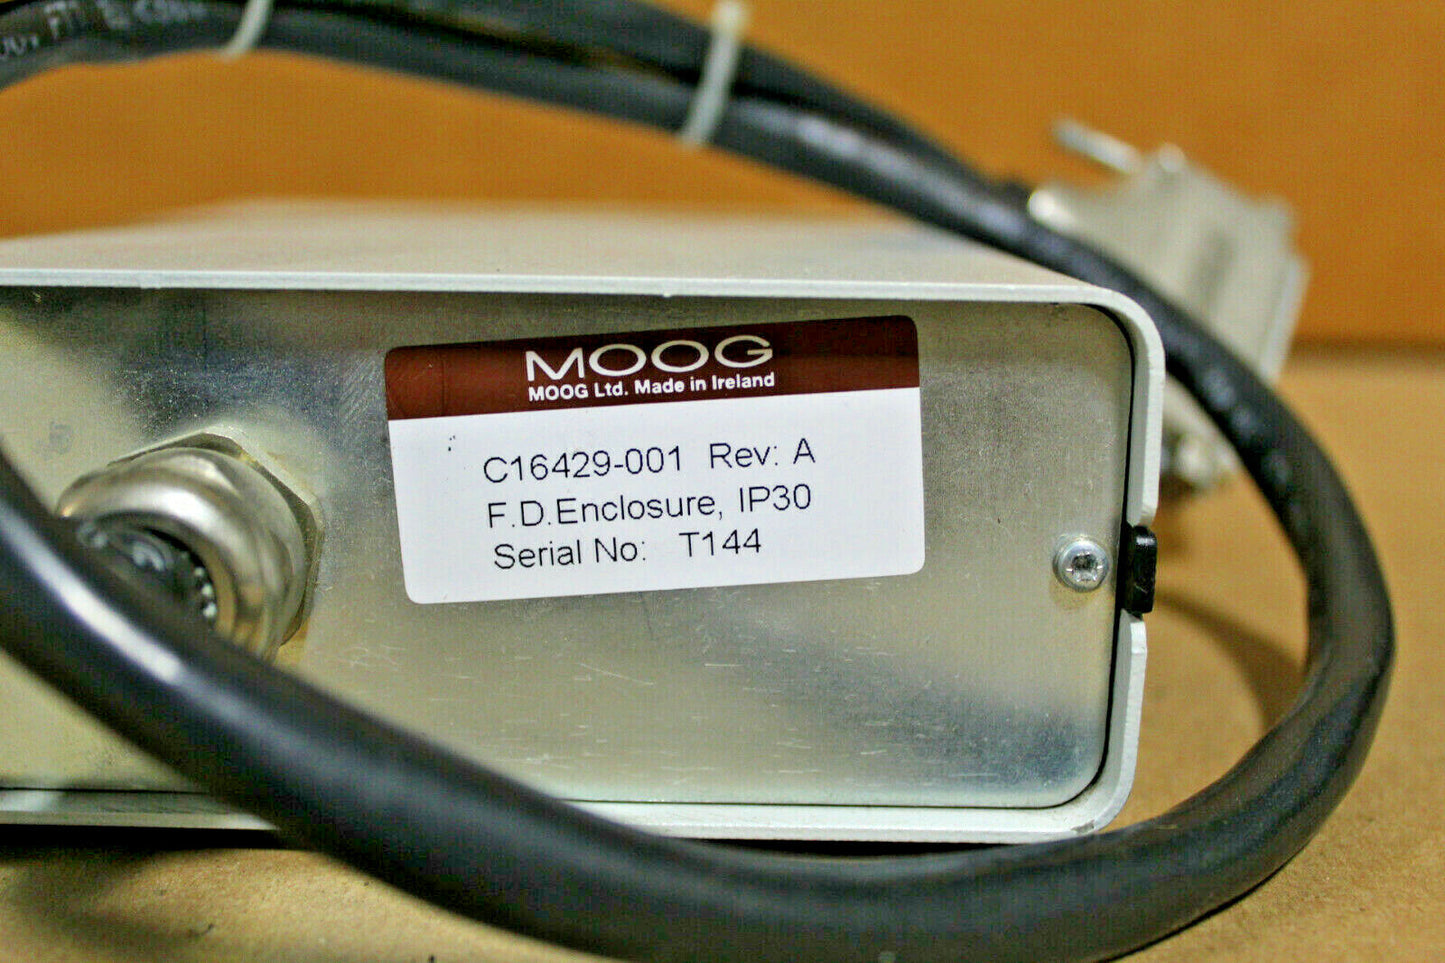 MOOG
MOOG Ltd. Made in Ireland
C16429-001 Rev: A
F.D.Enclosure, IP30
Serial No: T144